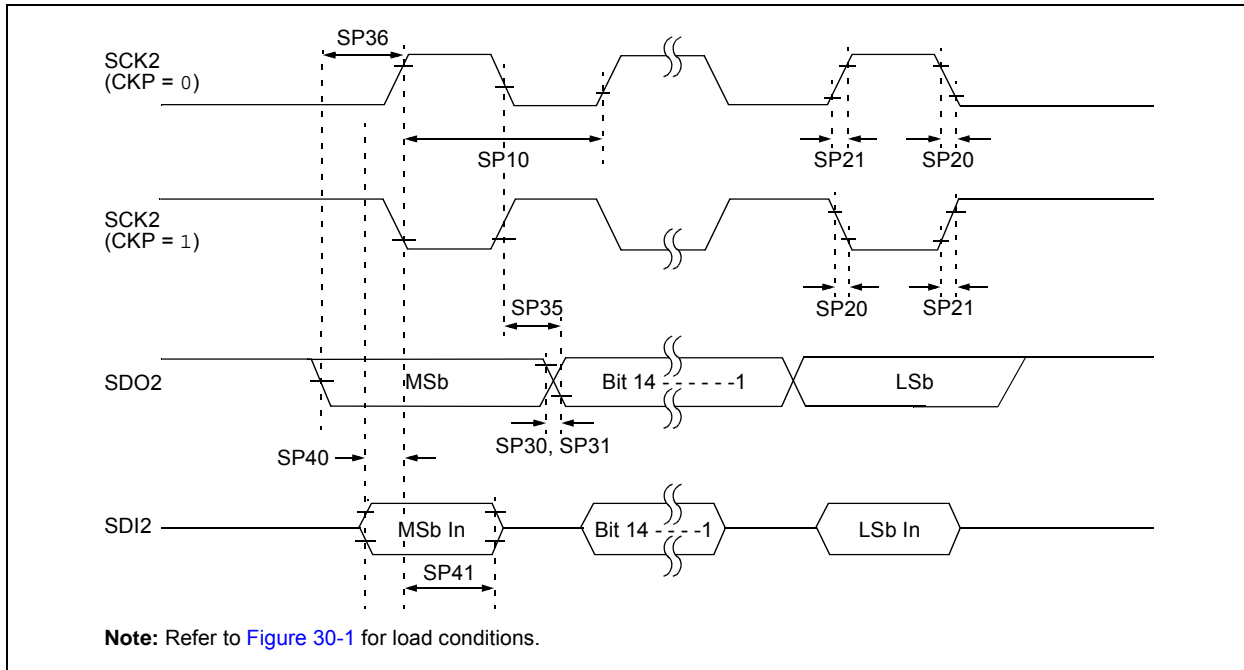 SP36
SCK2
(CKP = 0)
SP10
SP21
SP20
SCK2
(CKP = 1)
SP35
SP20
SP21
SDO2
MSb
Bit 14 - - - - - -1
LSb
SP30, SP31
SP40
SDI2
MSb In
Bit 14 - - - -1
LSb In
SP41
Note: Refer to Figure 30-1 for load conditions.